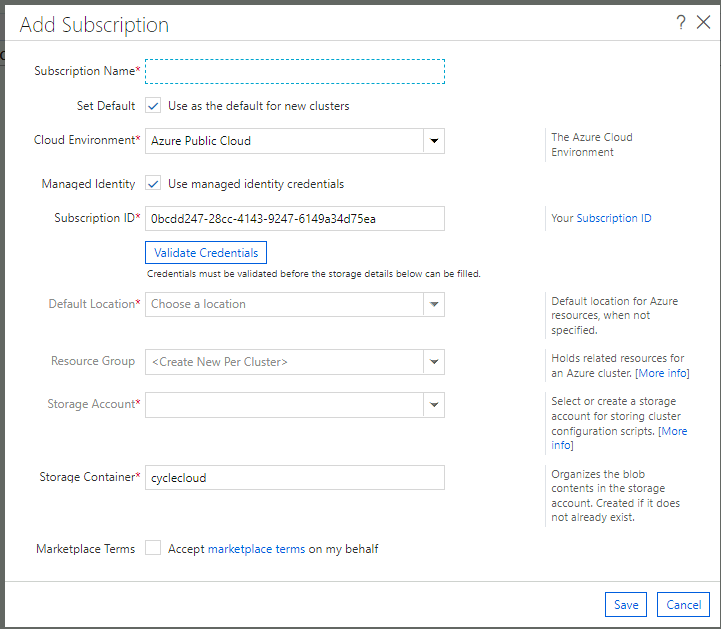 Add Subscription
?
Subscription Name*
Set Default Use as the default for new clusters
Cloud Environment* Azure Public Cloud
The Azure Cloud
Environment
Managed Identity Use managed identity credentials
Subscription ID* 0bcdd247-28cc-4143-9247-6149a34d75ea
Your Subscription ID
Validate Credentials
Credentials must be validated before the storage details below can be filled.
Default Location* Choose a location
Default location for Azure
resources, when not
specified.
Resource Group <Create New Per Cluster>
Holds related resources for
an Azure cluster. [More info]
Storage Account*
Select or create a storage
account for storing cluster
configuration scripts. [More
info]
Storage Container* cyclecloud
Organizes the blob
contents in the storage
account. Created if it does
not already exist.
Marketplace Terms Accept marketplace terms on my behalf
Save Cancel